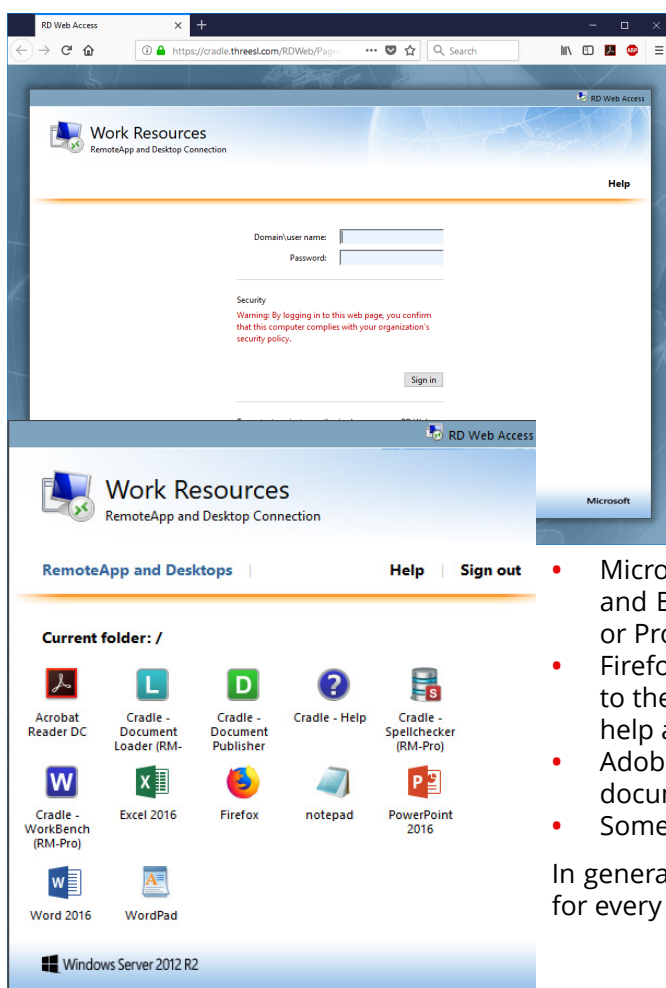 RD Web Access
https://cradle.threesl.com/RDWeb/Pages
Search
ABP
RD Web Access
Work Resources
RemoteApp and Desktop Connection
Help
Domain\user name:
Password:
Security
Warning: By logging in to this web page, you confirm
that this computer complies with your organization's
security policy.
Sign in
Microsoft
RD Web Access
Work Resources
RemoteApp and Desktop Connection
RemoteApp and Desktops
Help
Sign out
Current folder: /
Acrobat
Reader DC
Cradle -
Document
Loader (RM-
Cradle -
Document
Publisher
Cradle - Help
Cradle -
Spellchecker
(RM-Pro)
Cradle -
WorkBench
(RM-Pro)
Excel 2016
Firefox
notepad
PowerPoint
2016
Word 2016
WordPad
Windows Server 2012 R2
• Micro
and E
or Pro
• Firefo
to the
help a
• Adob
docu
• Some
In genera
for every